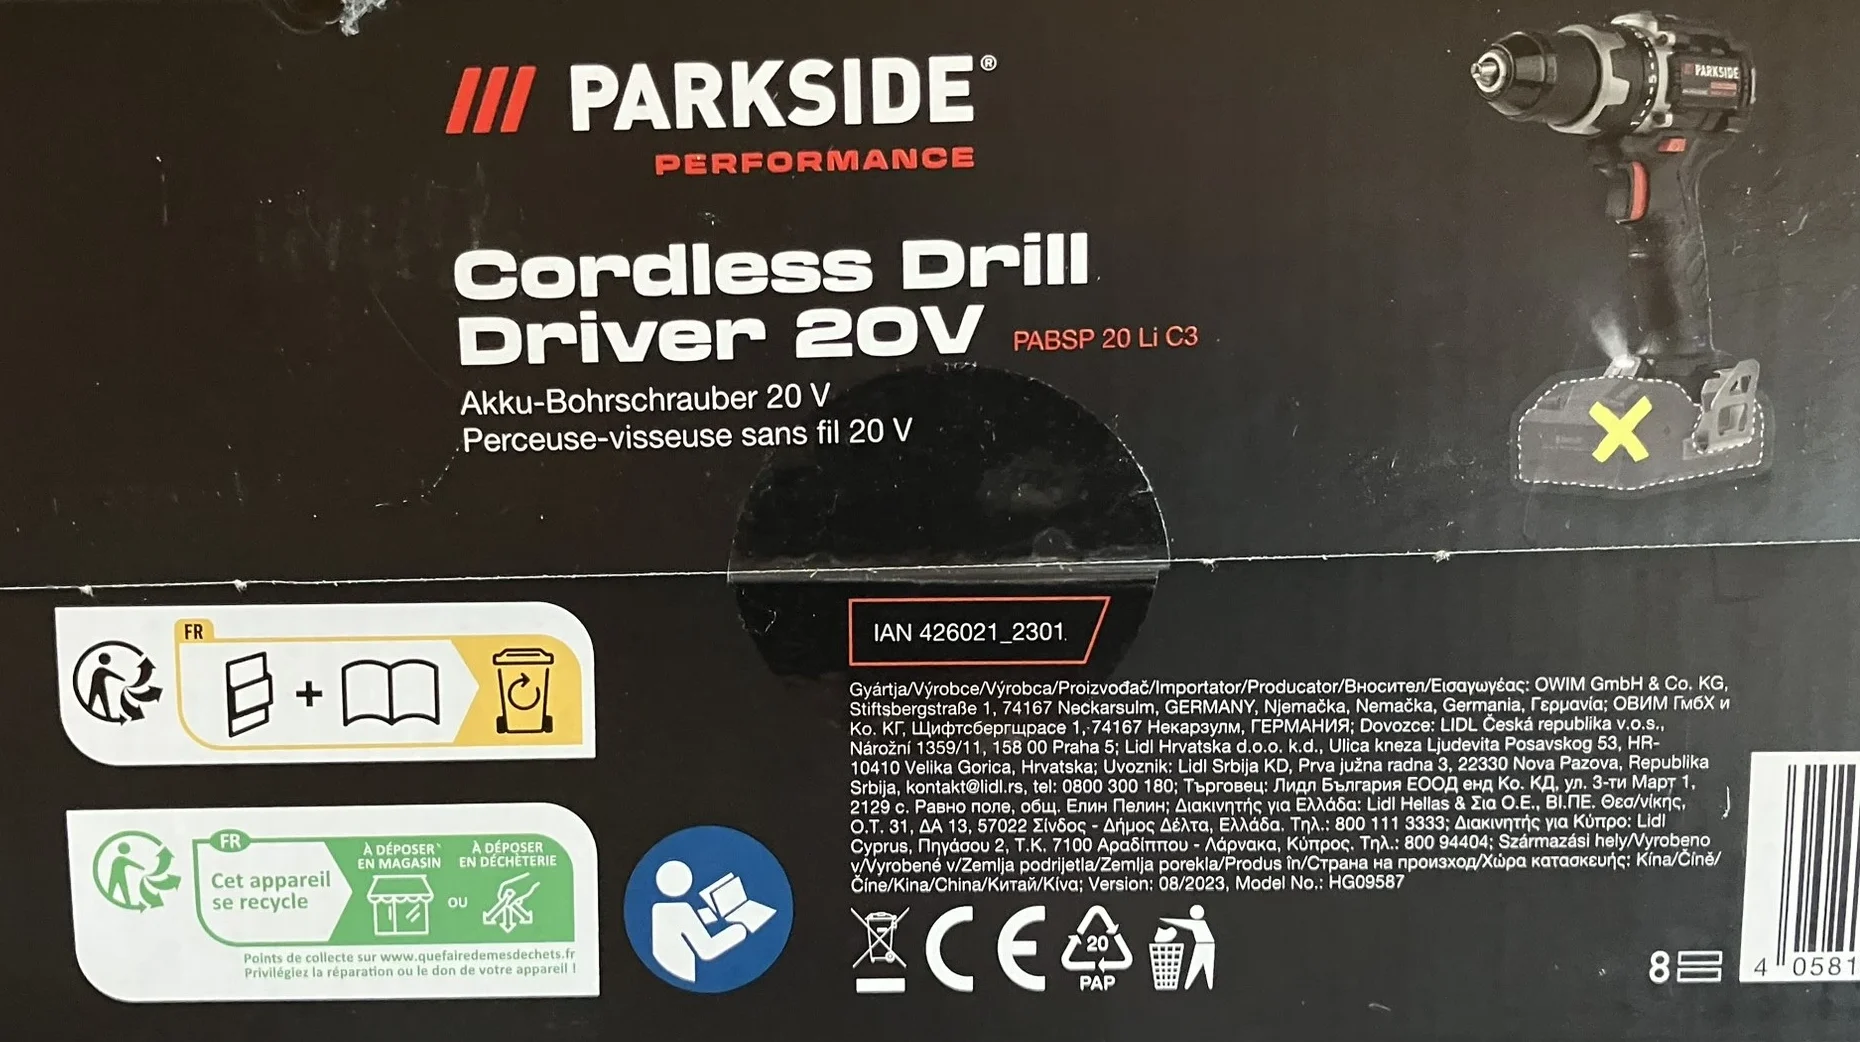 PARKSIDE®
PERFORMANCE
PARKSIDE
Cordless Drill
Driver 20V PABSP 20 Li C3
Akku-Bohrschrauber 20 V
Perceuse-visseuse sans fil 20 V
FR
+
IAN 426021_2301
Gyártja/Výrobce/Výrobca/Proizvođač/Importator/Producator/Вносител/Εισαγωγέας: OWIM GmbH & Co. KG,
Stiftsbergstraße 1, 74167 Neckarsulm, GERMANY, Njemačka, Nemačka, Germania, Γερμανία; ОВИМ ГмбХ и
Ко. КГ, Щифтсбергщрасе 1, 74167 Некарзулм, ГЕРМАНИЯ; Dovozce: LIDL Česká republika v.o.s.,
Nárožní 1359/11, 158 00 Praha 5; Lidl Hrvatska d.o.o. k.d., Ulica kneza Ljudevita Posavskog 53, HR-
10410 Velika Gorica, Hrvatska; Uvoznik: Lidl Srbija KD, Prva južna radna 3, 22330 Nova Pazova, Republika
Srbija, kontakt@lidl.rs, tel: 0800 300 180; Търговец: Лидл България ЕООД енд Ко. КД, ул. 3-ти Март 1,
2129 с. Равно поле, общ. Елин Пелин; Διακινητής για Ελλάδα: Lidl Hellas & Σια Ο.Ε., ΒΙ.ΠΕ. Θεσ/νίκης,
Ο.Τ. 31, ΔΑ 13, 57022 Σίνδος - Δήμος Δέλτα, Ελλάδα. Τηλ.: 800 111 3333; Διακινητής για Κύπρο: Lidl
Cyprus, Πηγάσου 2, Τ.Κ. 7100 Αραδίππου - Λάρνακα, Κύπρος. Τηλ.: 800 94404; Származási hely/Vyrobeno
v/Vyrobené v/Zemlja podrijetla/Zemlja porekla/Produs în/Страна на произход/Χώρα κατασκευής: Kína/Číně/
Číne/Kina/China/Китай/Κίνα; Version: 08/2023, Model No.: HG09587
FR
Cet appareil
se recycle
À DÉPOSER
EN MAGASIN
OU
À DÉPOSER
EN DÉCHÈTERIE
Points de collecte sur www.quefairedemesdechets.fr
Privilégiez la réparation ou le don de votre appareil !
CE
20
PAP
8
4 0581